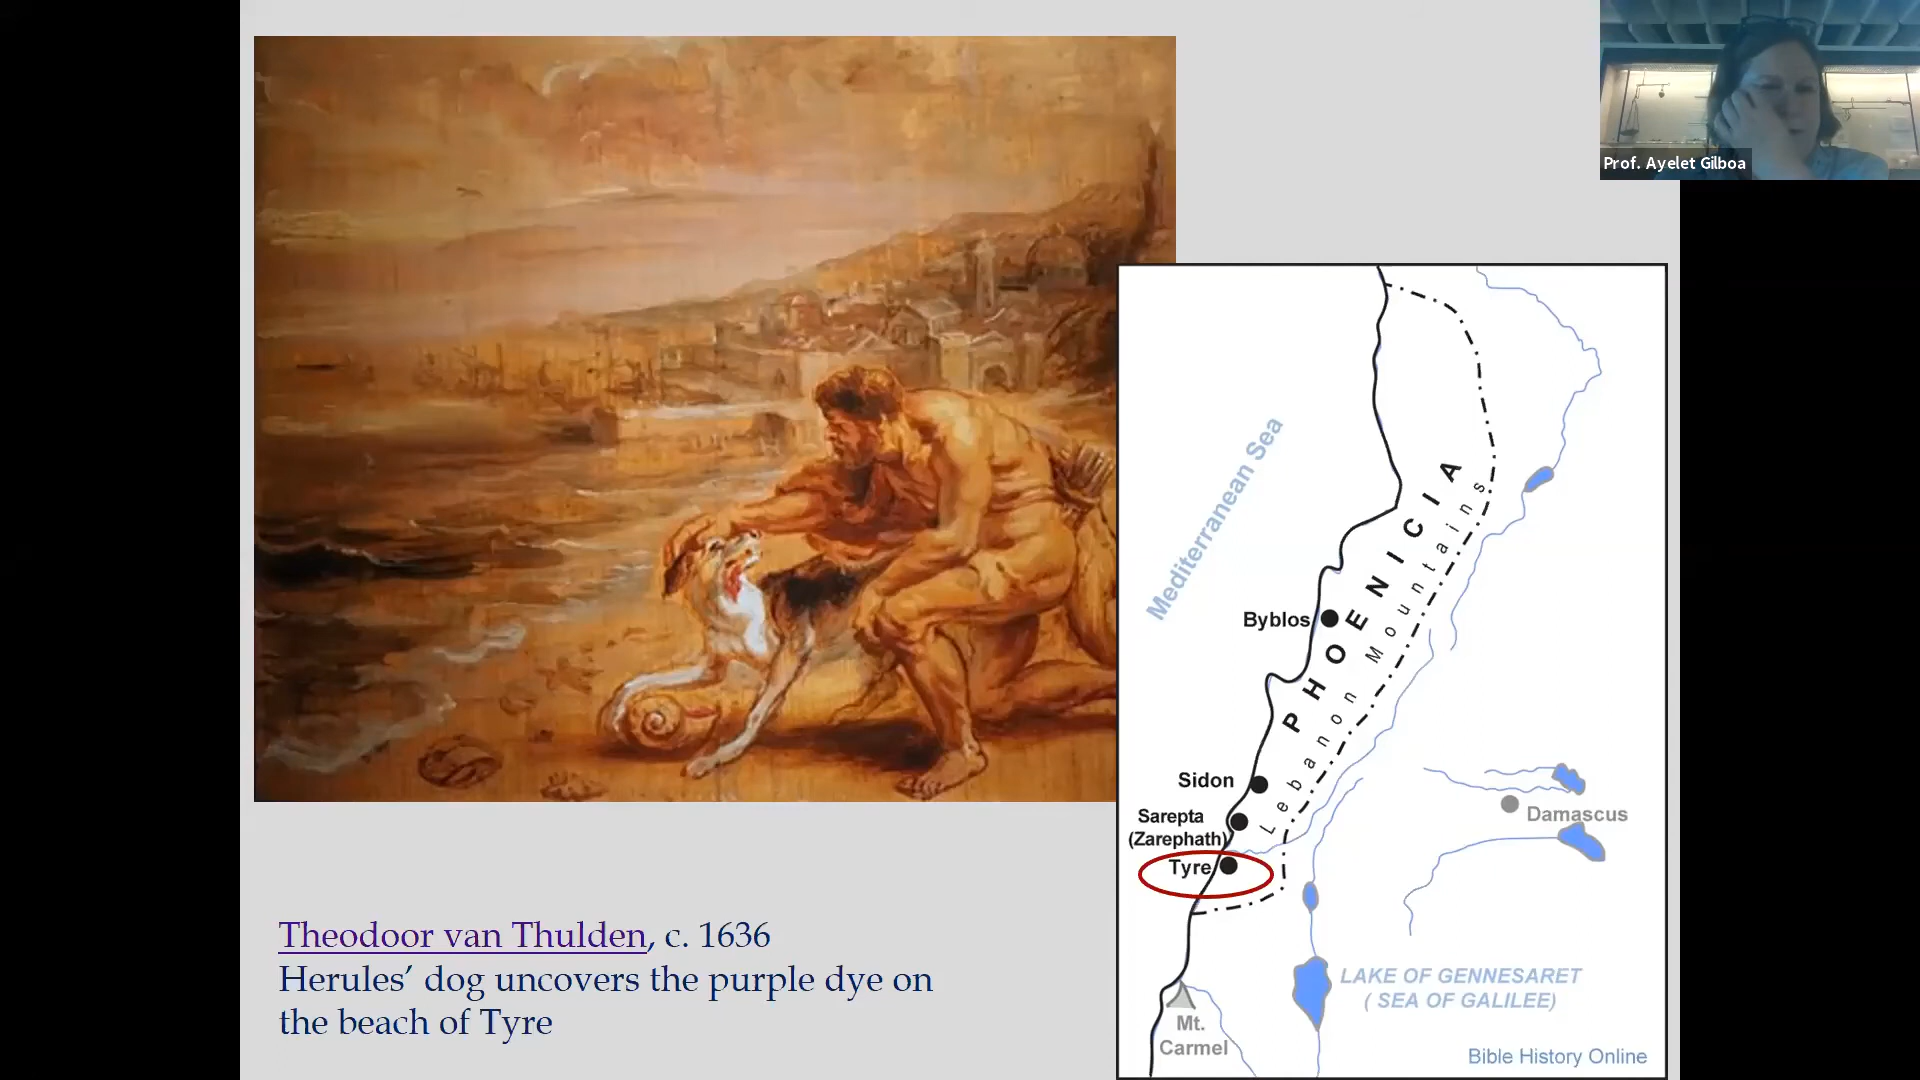 Prof. Ayelet Gilboa
Mediterranean Sea
PHOENICIA
Lebanon Mountains
Byblos
Sidon
Sarepta
(Zarephath)
Tyre
Damascus
LAKE OF GENNESARET
( SEA OF GALILEE)
Mt.
Carmel
Bible History Online
Theodoor van Thulden, c. 1636
Herules’ dog uncovers the purple dye on
the beach of Tyre